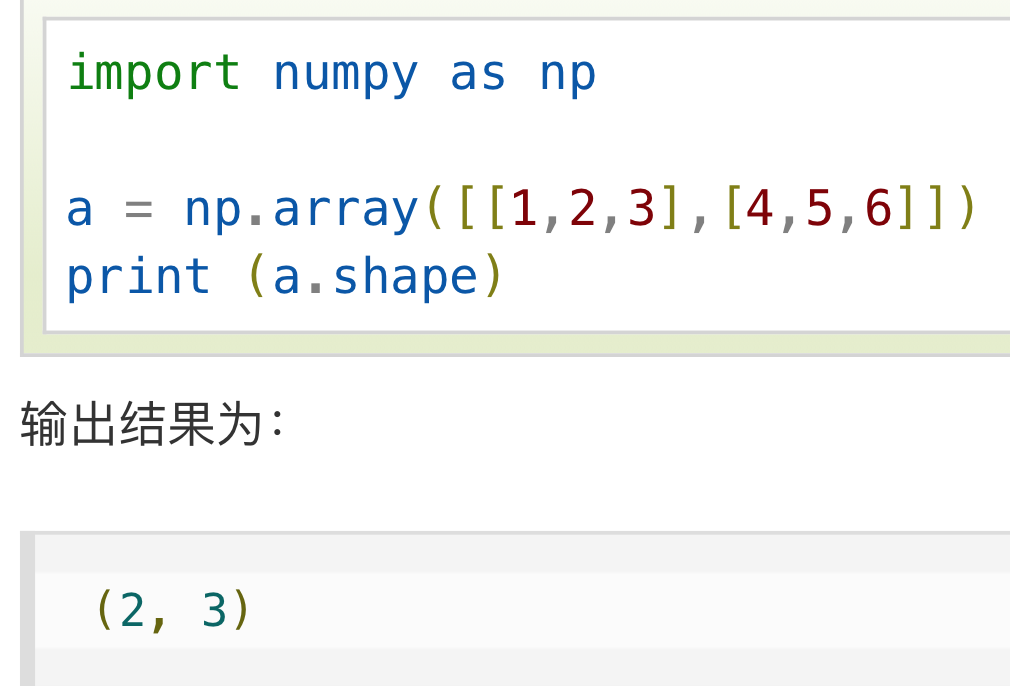 import numpy as np
a = np.array([[1,2,3],[4,5,6]])
print (a.shape)
输出结果为：
(2, 3)